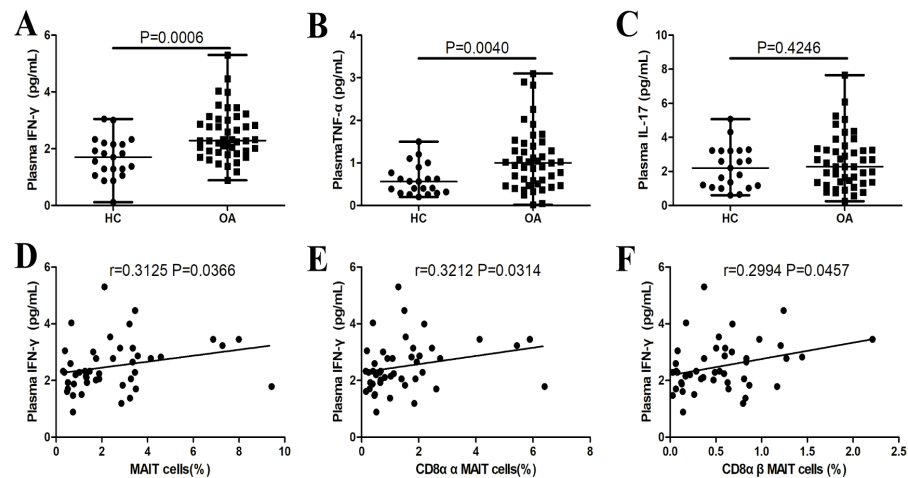 A
P=0.0006
Plasma IFN-γ (pg/mL)
6
4
2
0
HC
OA
B
P=0.0040
Plasma TNF-α (pg/mL)
4
3
2
1
0
HC
OA
C
P=0.4246
Plasma IL-17 (pg/mL)
10
8
6
4
2
0
HC
OA
D
r=0.3125 P=0.0366
Plasma IFN-γ (pg/mL)
6
4
2
0
0 2 4 6 8 10
MAIT cells(%)
E
r=0.3212 P=0.0314
Plasma IFN-γ (pg/mL)
6
4
2
0
0 2 4 6 8
CD8α α MAIT cells(%)
F
r=0.2994 P=0.0457
Plasma IFN-γ (pg/mL)
6
4
2
0
0.0 0.5 1.0 1.5 2.0 2.5
CD8α β MAIT cells (%)